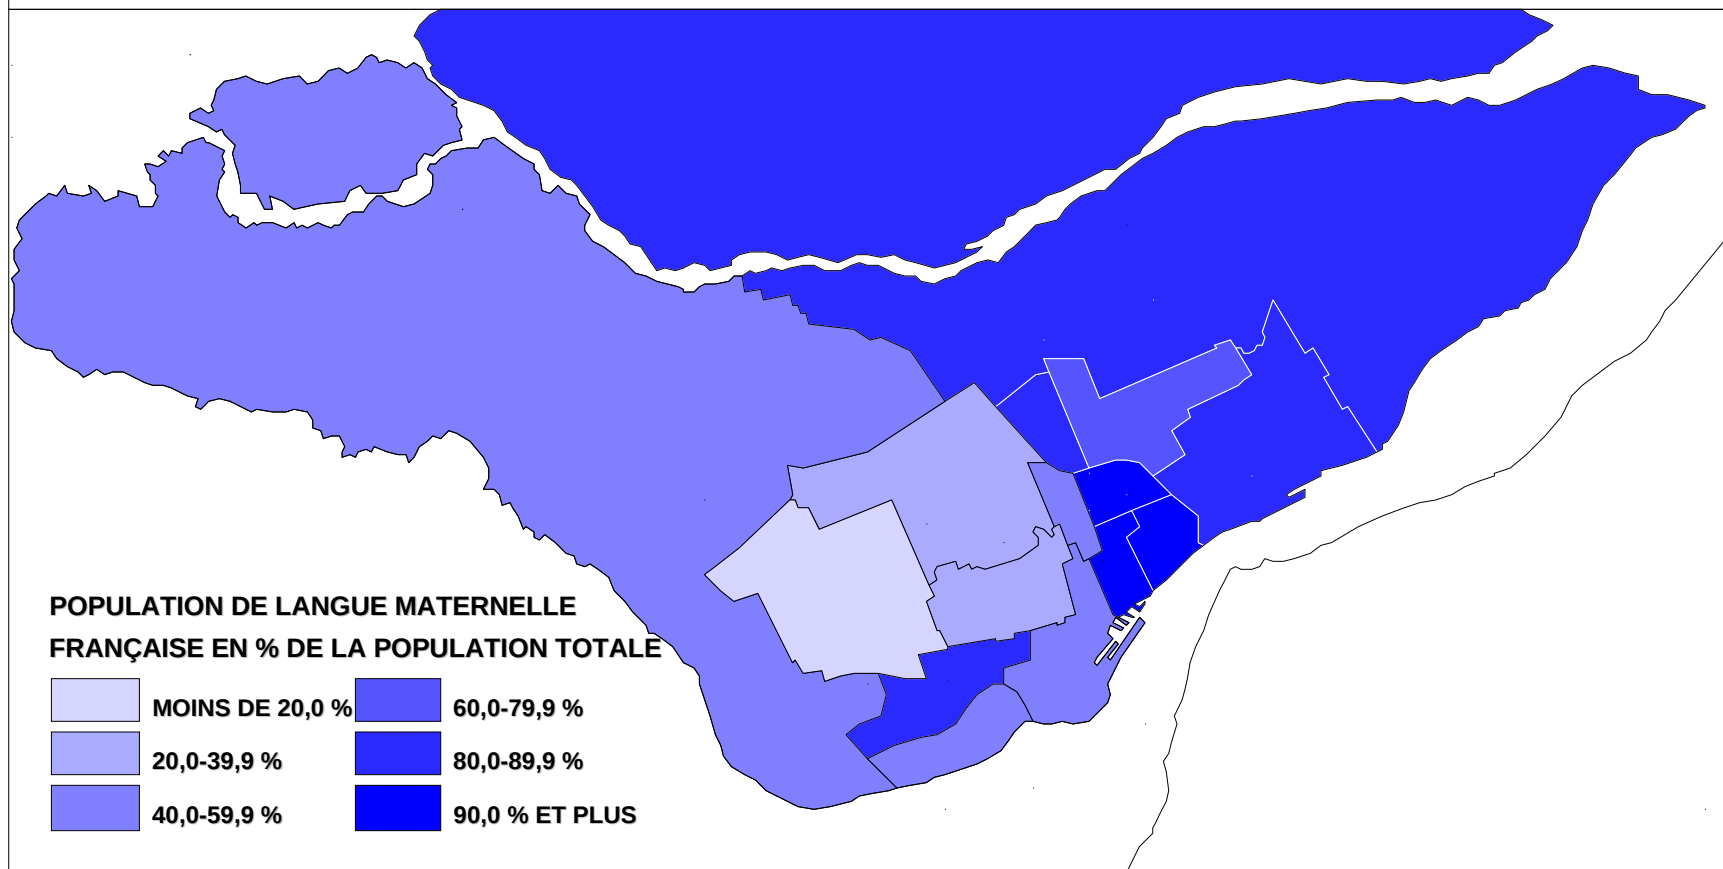 POPULATION DE LANGUE MATERNELLE
FRANÇAISE EN % DE LA POPULATION TOTALE
MOINS DE 20,0 %
20,0-39,9 %
40,0-59,9 %
60,0-79,9 %
80,0-89,9 %
90,0 % ET PLUS